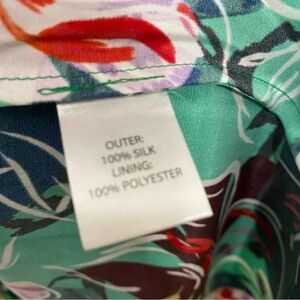 OUTER:
100% SILK
LINING:
100% POLYESTER